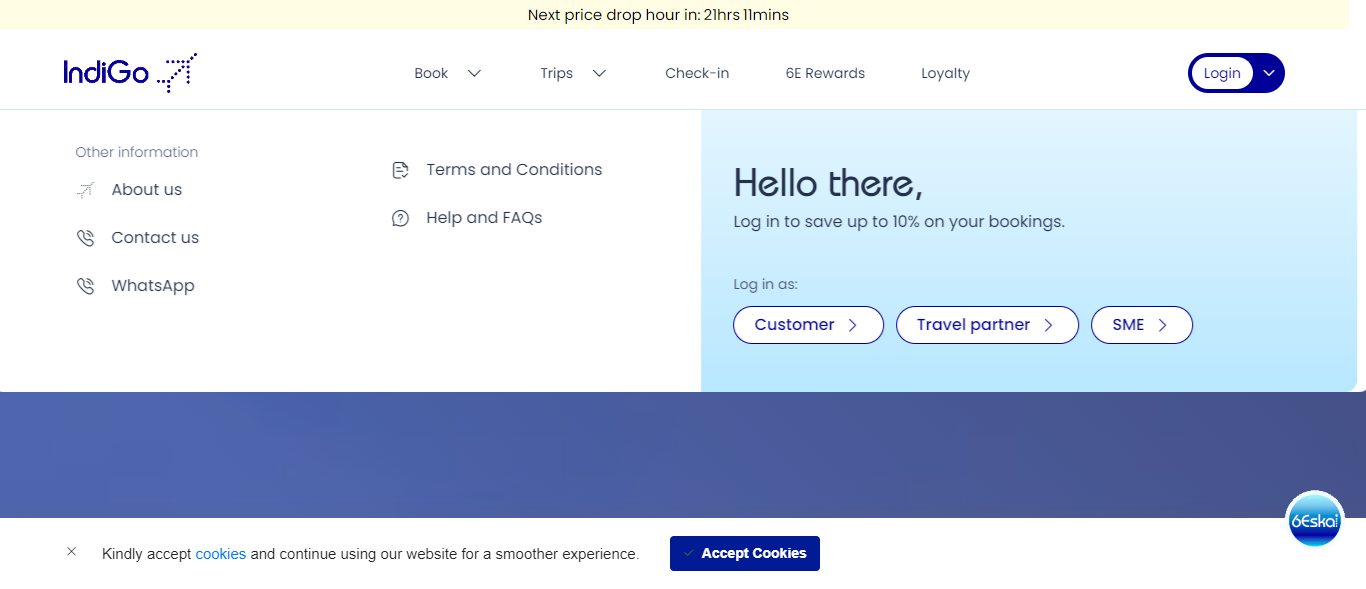 Next price drop hour in: 21hrs 11mins
IndiGo
Book
Trips
Check-in
6E Rewards
Loyalty
Login
Other information
About us
Contact us
WhatsApp
Terms and Conditions
Help and FAQs
Hello there,
Log in to save up to 10% on your bookings.
Log in as:
Customer
Travel partner
SME
6Eskai
Kindly accept cookies and continue using our website for a smoother experience.
Accept Cookies